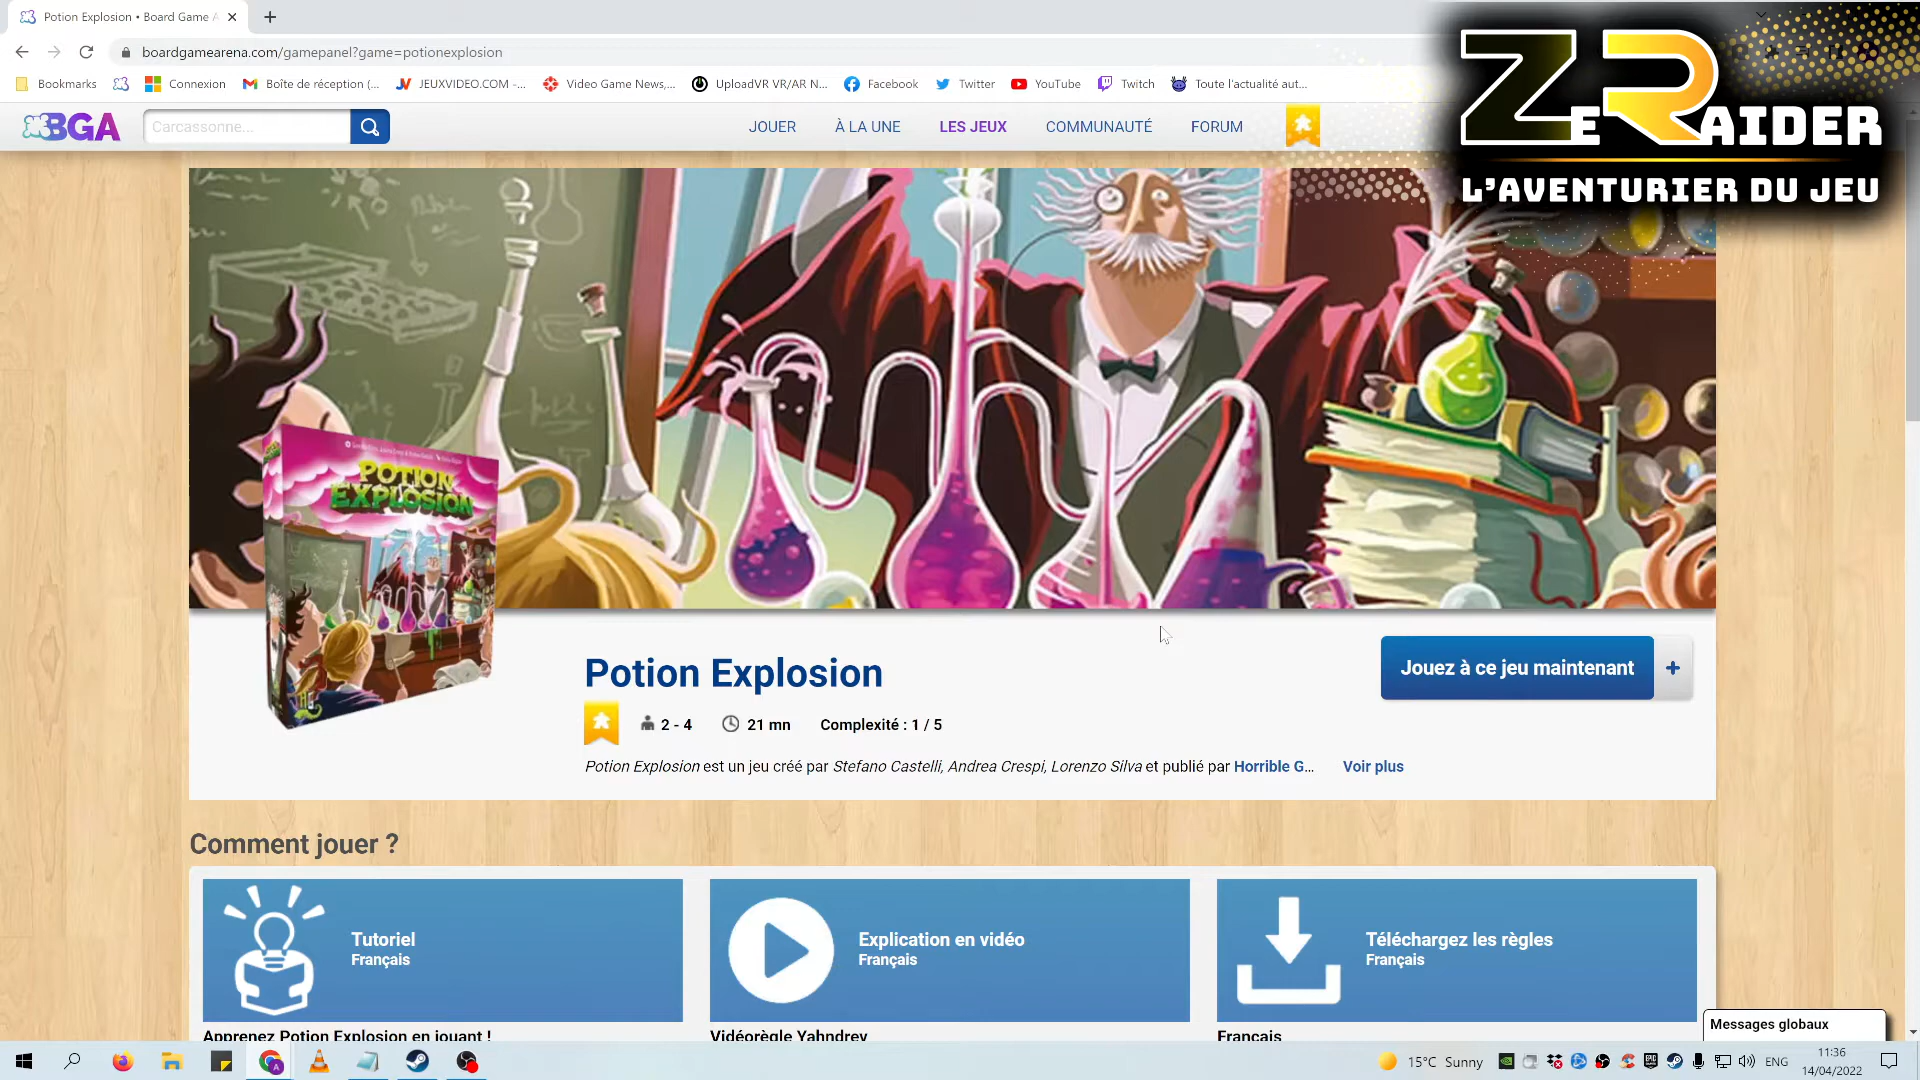 Potion Explosion • Board Game A
boardgamearena.com/gamepanel?game=potionexplosion
Bookmarks
Connexion
Boîte de réception (...
JEUXVIDEO.COM -...
Video Game News,...
UploadVR VR/AR N...
Facebook
Twitter
YouTube
Twitch
Toute l'actualité aut...
ZeRaider
L'AVENTURIER DU JEU
BGA
Carcassonne...
JOUER
À LA UNE
LES JEUX
COMMUNAUTÉ
FORUM
POTION
EXPLOSION
Potion Explosion
2 - 4
21 mn
Complexité : 1 / 5
Jouez à ce jeu maintenant
+
Potion Explosion est un jeu créé par Stefano Castelli, Andrea Crespi, Lorenzo Silva et publié par Horrible G...
Voir plus
Comment jouer ?
Tutoriel
Français
Explication en vidéo
Français
Téléchargez les règles
Français
Apprenez Potion Explosion en jouant !
Vidéorègle Yahndrev
Français
Messages globaux
15°C Sunny
ENG
11:36
14/04/2022